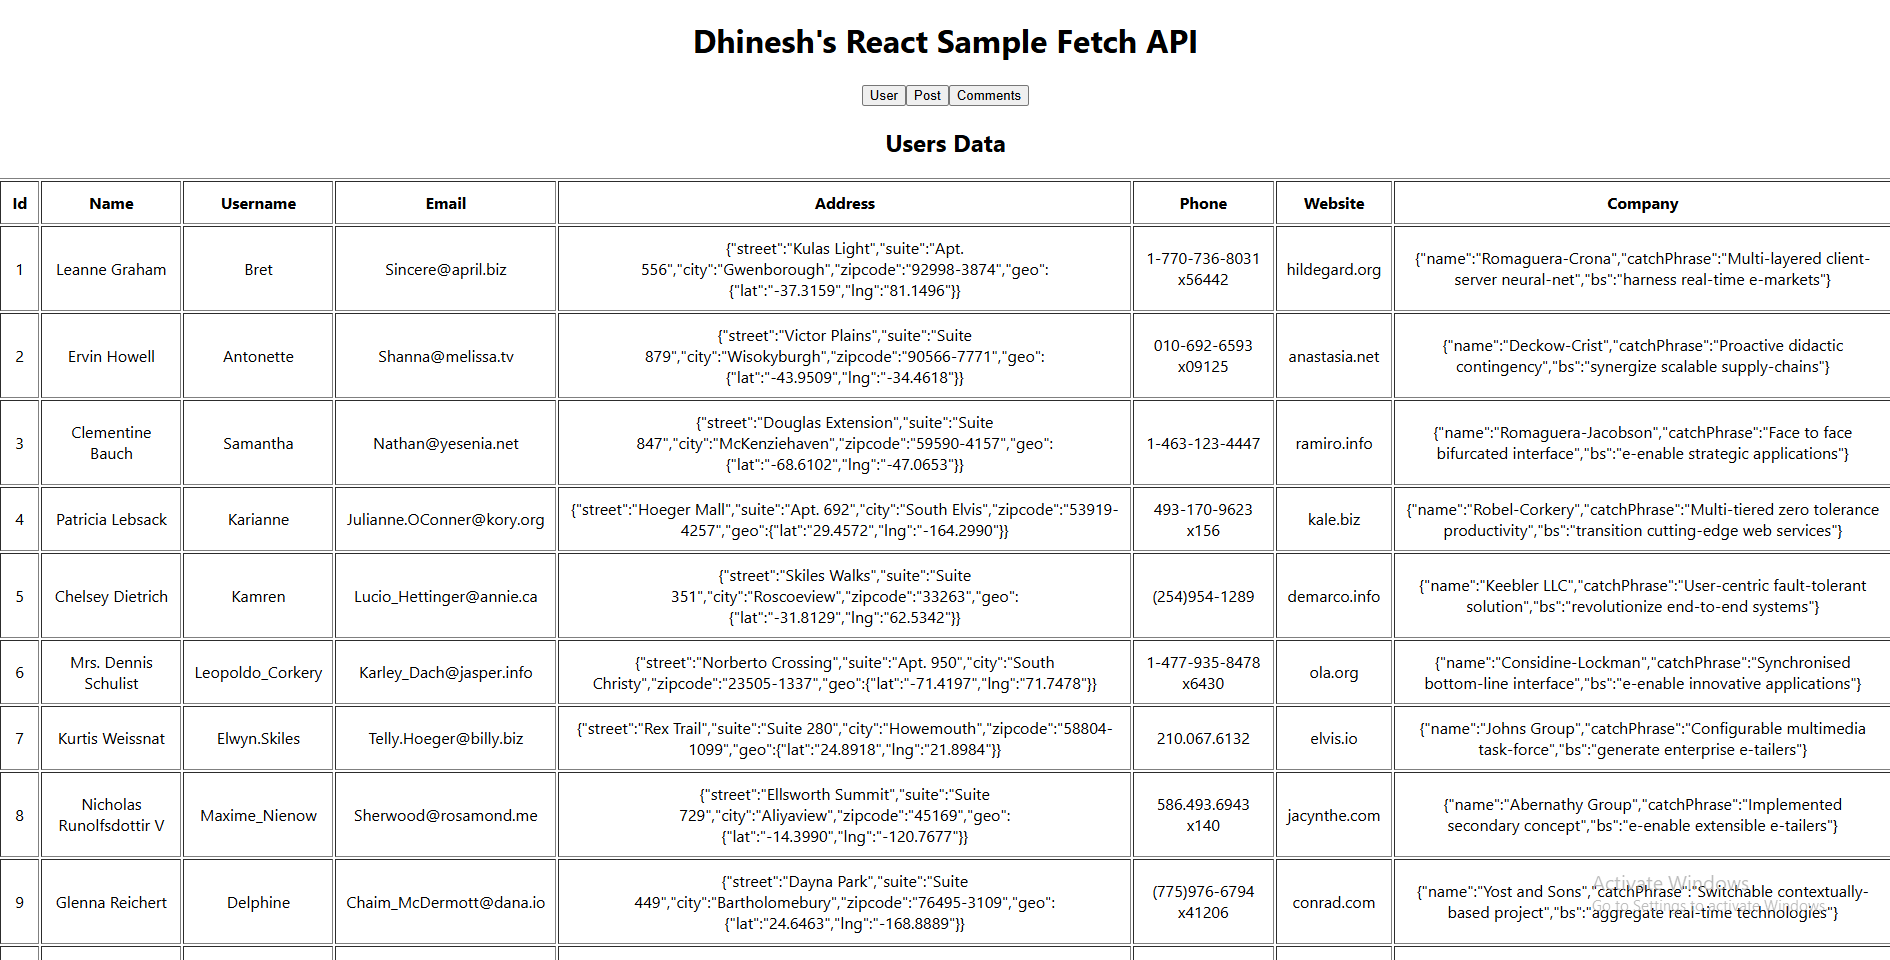 Dhinesh's React Sample Fetch API
User Post Comments
Users Data
Id Name Username Email Address Phone Website Company
1 Leanne Graham Bret Sincere@april.biz {"street":"Kulas Light","suite":"Apt.
556","city":"Gwenborough","zipcode":"92998-3874","geo":
{"lat":"-37.3159","lng":"81.1496"}} 1-770-736-8031
x56442 hildegard.org {"name":"Romaguera-Crona","catchPhrase":"Multi-layered client-
server neural-net","bs":"harness real-time e-markets"}
2 Ervin Howell Antonette Shanna@melissa.tv {"street":"Victor Plains","suite":"Suite
879","city":"Wisokyburgh","zipcode":"90566-7771","geo":
{"lat":"-43.9509","lng":"-34.4618"}} 010-692-6593
x09125 anastasia.net {"name":"Deckow-Crist","catchPhrase":"Proactive didactic
contingency","bs":"synergize scalable supply-chains"}
3 Clementine
Bauch Samantha Nathan@yesenia.net {"street":"Douglas Extension","suite":"Suite
847","city":"McKenziehaven","zipcode":"59590-4157","geo":
{"lat":"-68.6102","lng":"-47.0653"}} 1-463-123-4447 ramiro.info {"name":"Romaguera-Jacobson","catchPhrase":"Face to face
bifurcated interface","bs":"e-enable strategic applications"}
4 Patricia Lebsack Karianne Julianne.OConner@kory.org {"street":"Hoeger Mall","suite":"Apt. 692","city":"South Elvis","zipcode":"53919-
4257","geo":{"lat":"29.4572","lng":"-164.2990"}} 493-170-9623
x156 kale.biz {"name":"Robel-Corkery","catchPhrase":"Multi-tiered zero tolerance
productivity","bs":"transition cutting-edge web services"}
5 Chelsey Dietrich Kamren Lucio_Hettinger@annie.ca {"street":"Skiles Walks","suite":"Suite
351","city":"Roscoeview","zipcode":"33263","geo":
{"lat":"-31.8129","lng":"62.5342"}} (254)954-1289 demarco.info {"name":"Keebler LLC","catchPhrase":"User-centric fault-tolerant
solution","bs":"revolutionize end-to-end systems"}
6 Mrs. Dennis
Schulist Leopoldo_Corkery Karley_Dach@jasper.info {"street":"Norberto Crossing","suite":"Apt. 950","city":"South
Christy","zipcode":"23505-1337","geo":{"lat":"-71.4197","lng":"71.7478"}} 1-477-935-8478
x6430 ola.org {"name":"Considine-Lockman","catchPhrase":"Synchronised
bottom-line interface","bs":"e-enable innovative applications"}
7 Kurtis Weissnat Elwyn.Skiles Telly.Hoeger@billy.biz {"street":"Rex Trail","suite":"Suite 280","city":"Howemouth","zipcode":"58804-
1099","geo":{"lat":"24.8918","lng":"21.8984"}} 210.067.6132 elvis.io {"name":"Johns Group","catchPhrase":"Configurable multimedia
task-force","bs":"generate enterprise e-tailers"}
8 Nicholas
Runolfsdottir V Maxime_Nienow Sherwood@rosamond.me {"street":"Ellsworth Summit","suite":"Suite
729","city":"Aliyaview","zipcode":"45169","geo":
{"lat":"-14.3990","lng":"-120.7677"}} 586.493.6943
x140 jacynthe.com {"name":"Abernathy Group","catchPhrase":"Implemented
secondary concept","bs":"e-enable extensible e-tailers"}
9 Glenna Reichert Delphine Chaim_McDermott@dana.io {"street":"Dayna Park","suite":"Suite
449","city":"Bartholomebury","zipcode":"76495-3109","geo":
{"lat":"24.6463","lng":"-168.8889"}} (775)976-6794
x41206 conrad.com {"name":"Yost and Sons","catchPhrase":"Switchable contextually-
based project","bs":"aggregate real-time technologies"}
Activate Windows
Go to Settings to activate Windows.